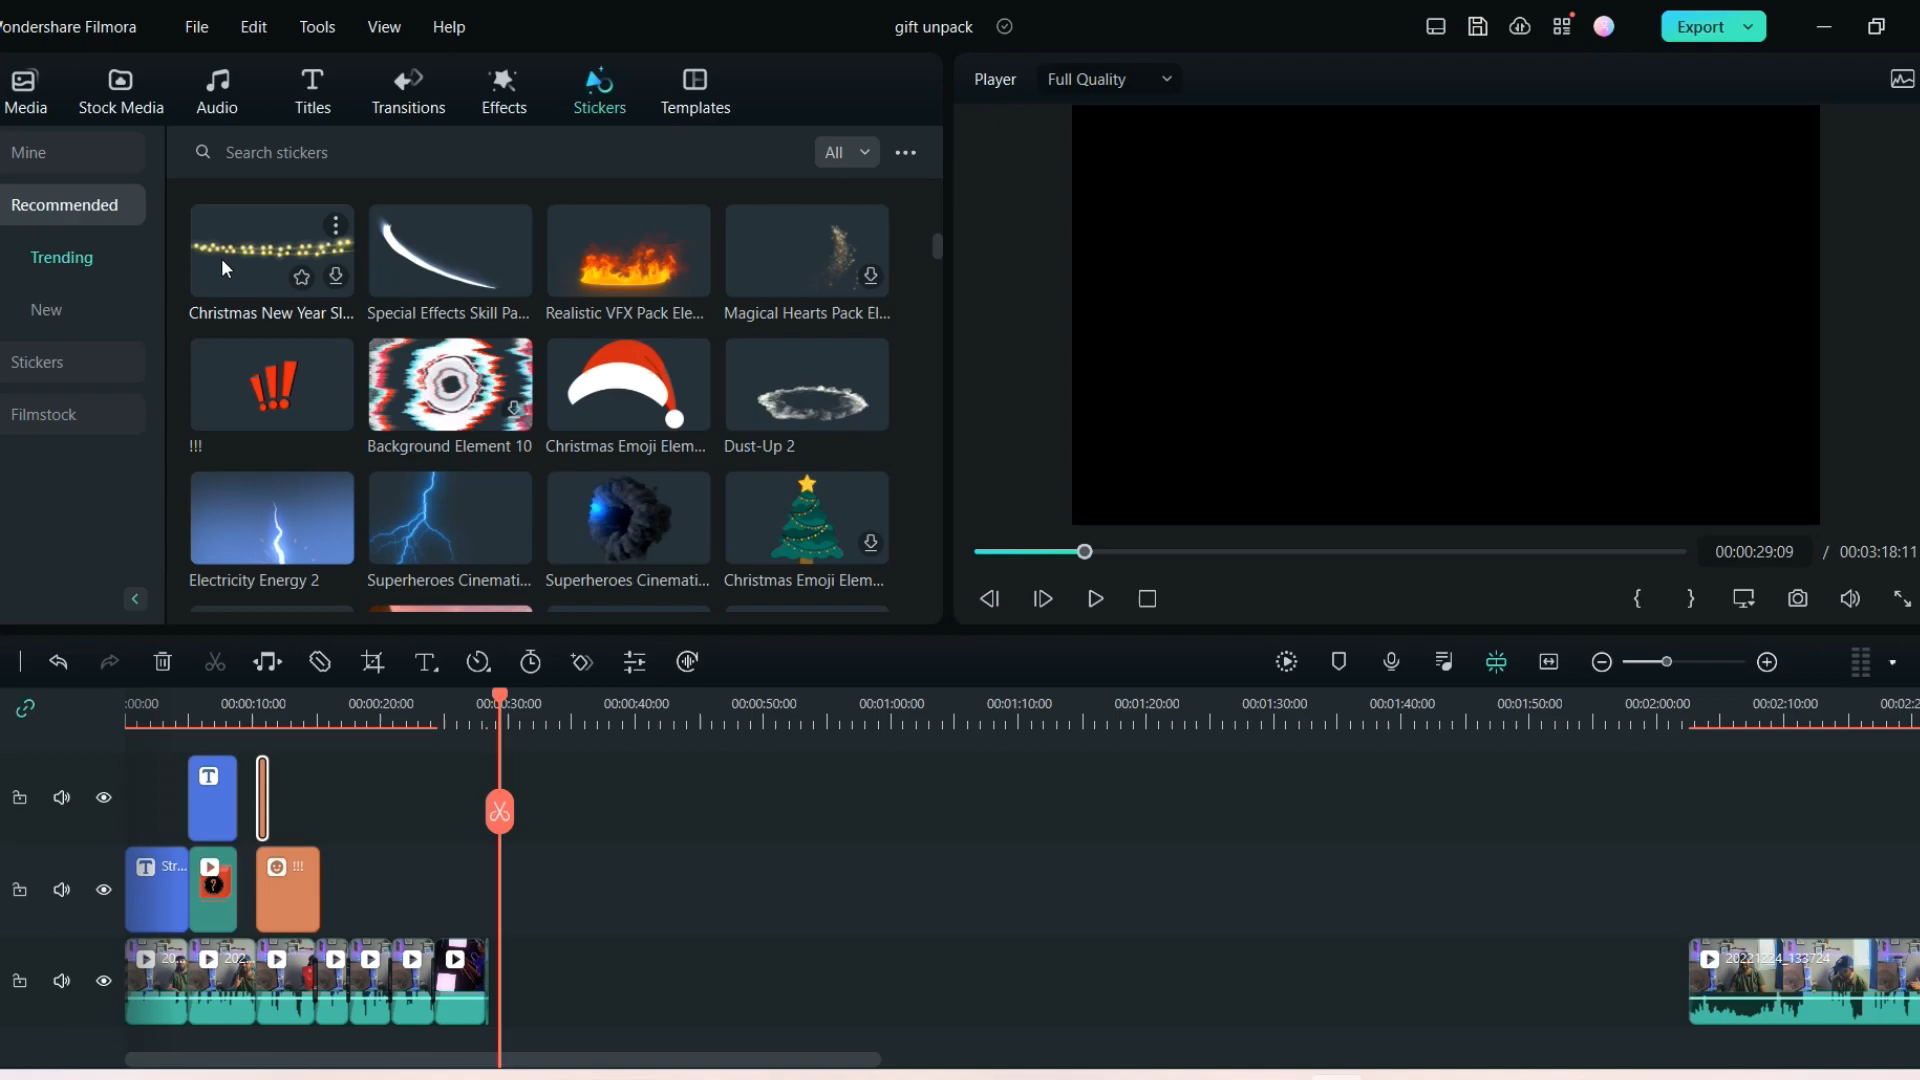 ondershare Filmora
File Edit Tools View Help
gift unpack
Export
Media Stock Media Audio Titles Transitions Effects Stickers Templates
Player Full Quality
Mine
Search stickers
All
Recommended
Trending
New
Stickers
Filmstock
Christmas New Year Sl... Special Effects Skill Pa... Realistic VFX Pack Ele... Magical Hearts Pack El...
!!! Background Element 10 Christmas Emoji Elem... Dust-Up 2
Electricity Energy 2 Superheroes Cinemati... Superheroes Cinemati... Christmas Emoji Elem...
00:00:29:09 / 00:03:18:11
:00:00 00:00:10:00 00:00:20:00 00:00:30:00 00:00:40:00 00:00:50:00 00:01:00:00 00:01:10:00 00:01:20:00 00:01:30:00 00:01:40:00 00:01:50:00 00:02:00:00 00:02:10:00 00:02:2
Str... !!!
20... 202... 20221224_133724